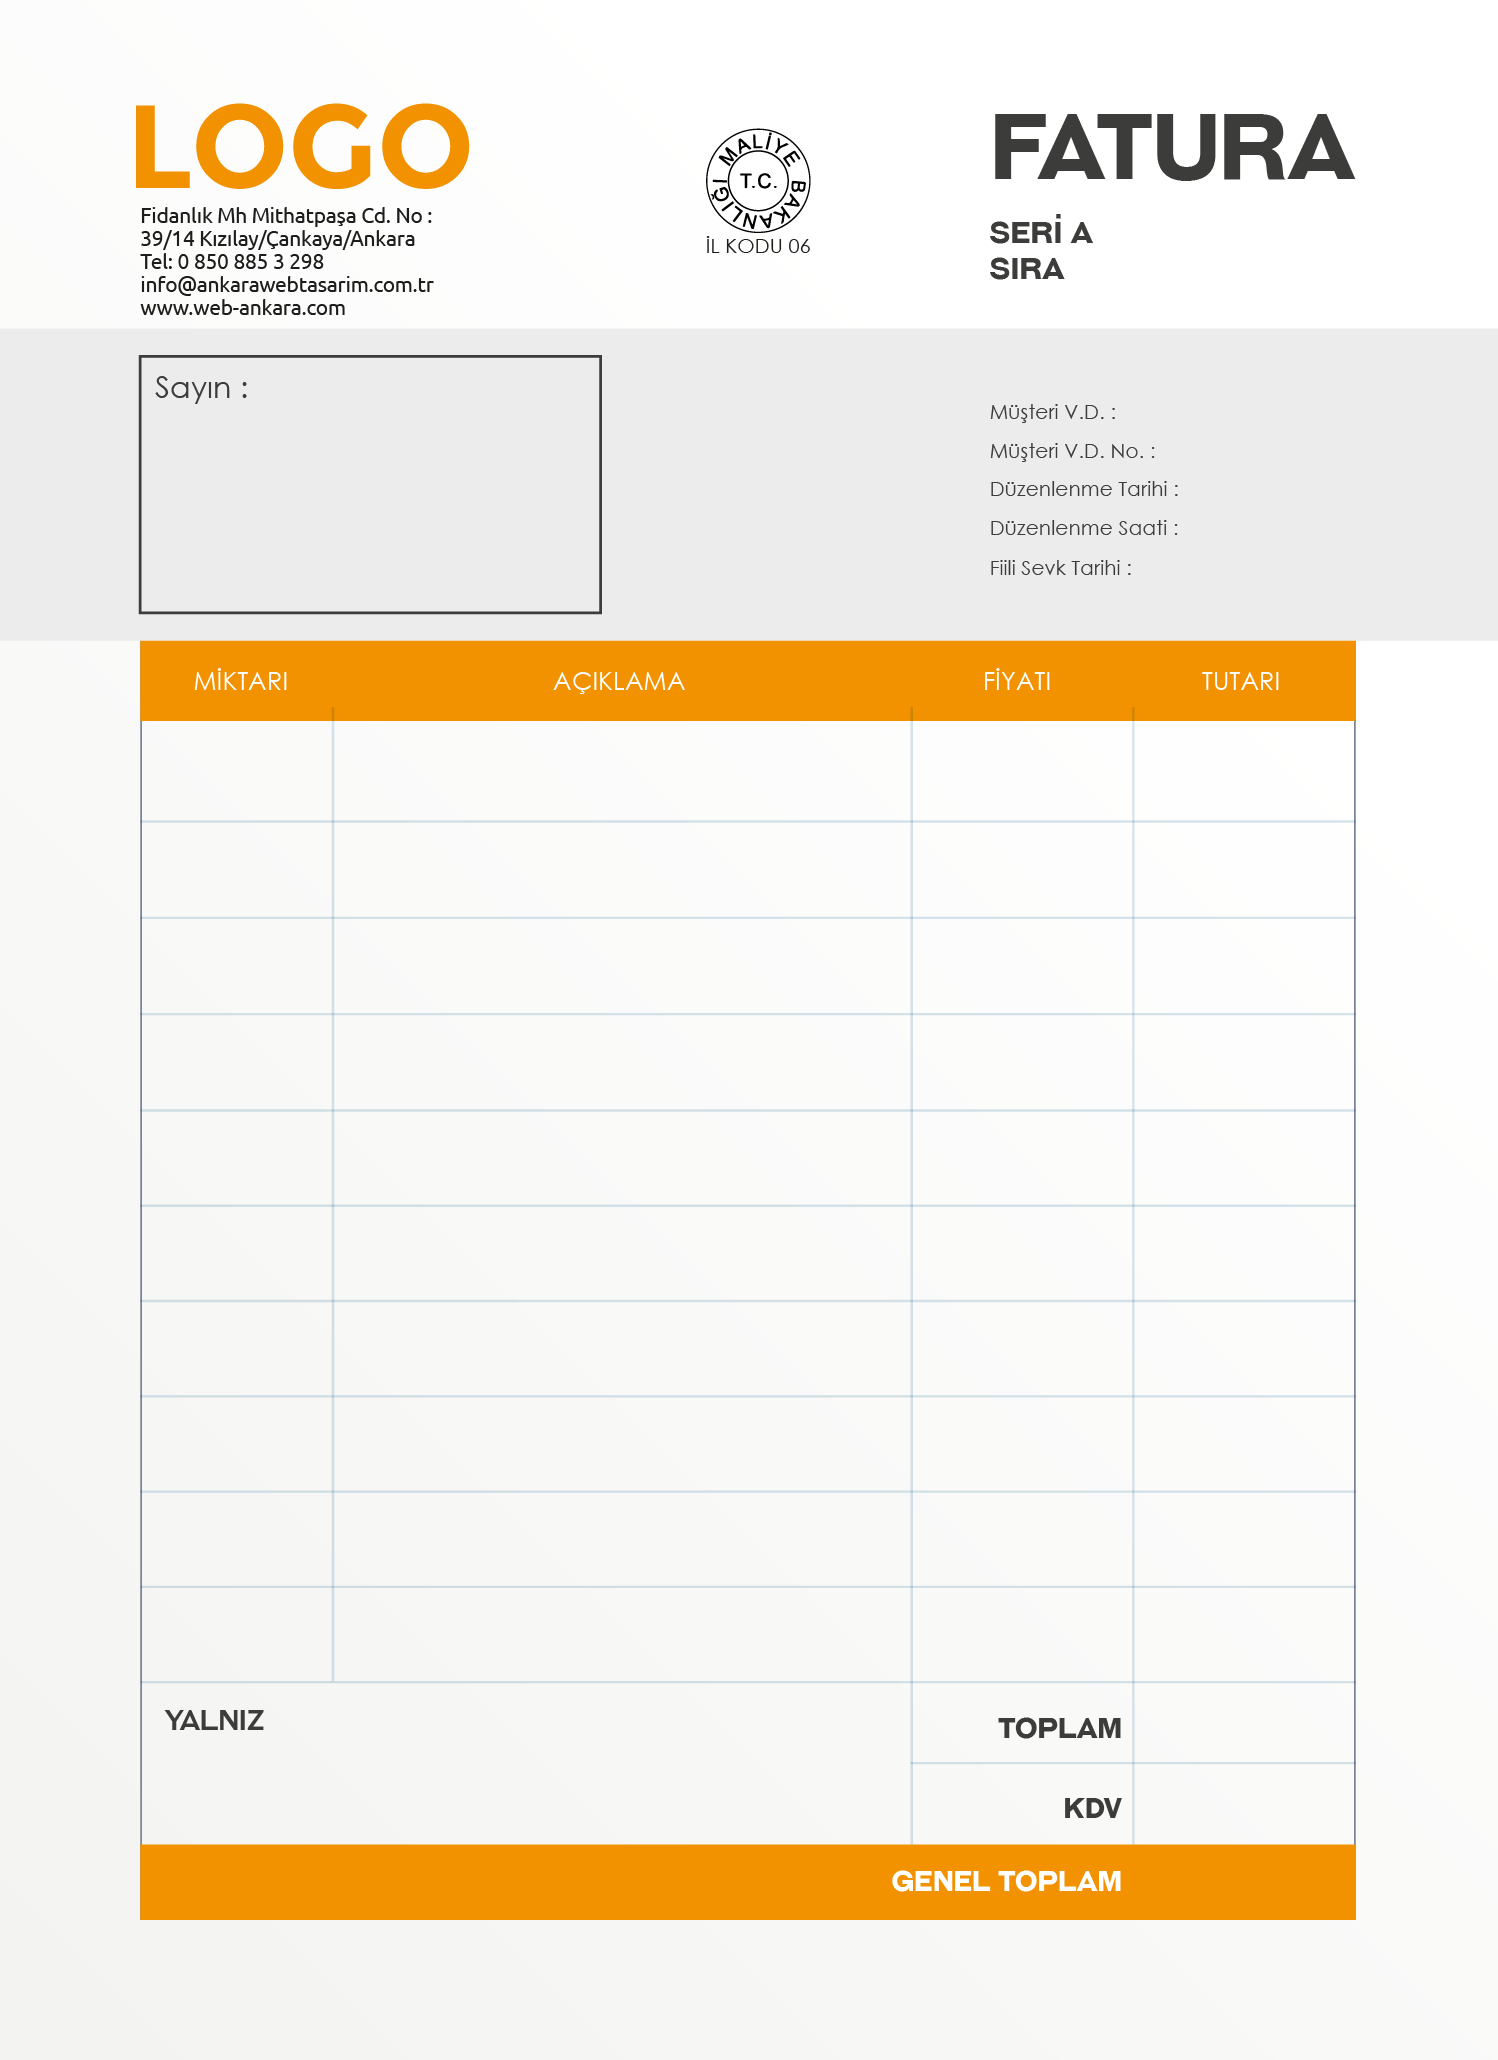 LOGO
Fidanlık Mh Mithatpaşa Cd. No :
39/14 Kızılay/Çankaya/Ankara
Tel: 0 850 885 3 298
info@ankarawebtasarim.com.tr
www.web-ankara.com
MALİYE BAKANLIĞI
T.C.
İL KODU 06
FATURA
SERİ A
SIRA
Sayın :
Müşteri V.D. :
Müşteri V.D. No. :
Düzenlenme Tarihi :
Düzenlenme Saati :
Fiili Sevk Tarihi :
MİKTARI AÇIKLAMA FİYATI TUTARI
YALNIZ
TOPLAM
KDV
GENEL TOPLAM